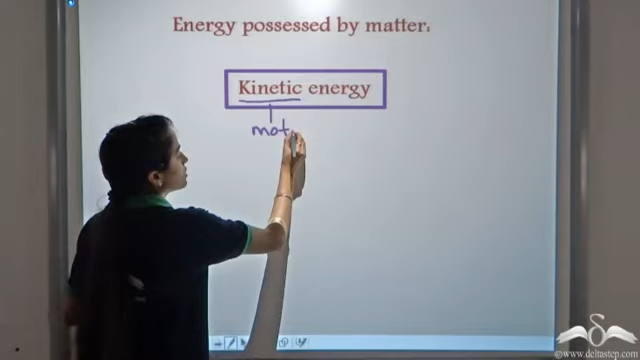 Energy possessed by matter:
Kinetic energy
mot
©www.deltastep.com